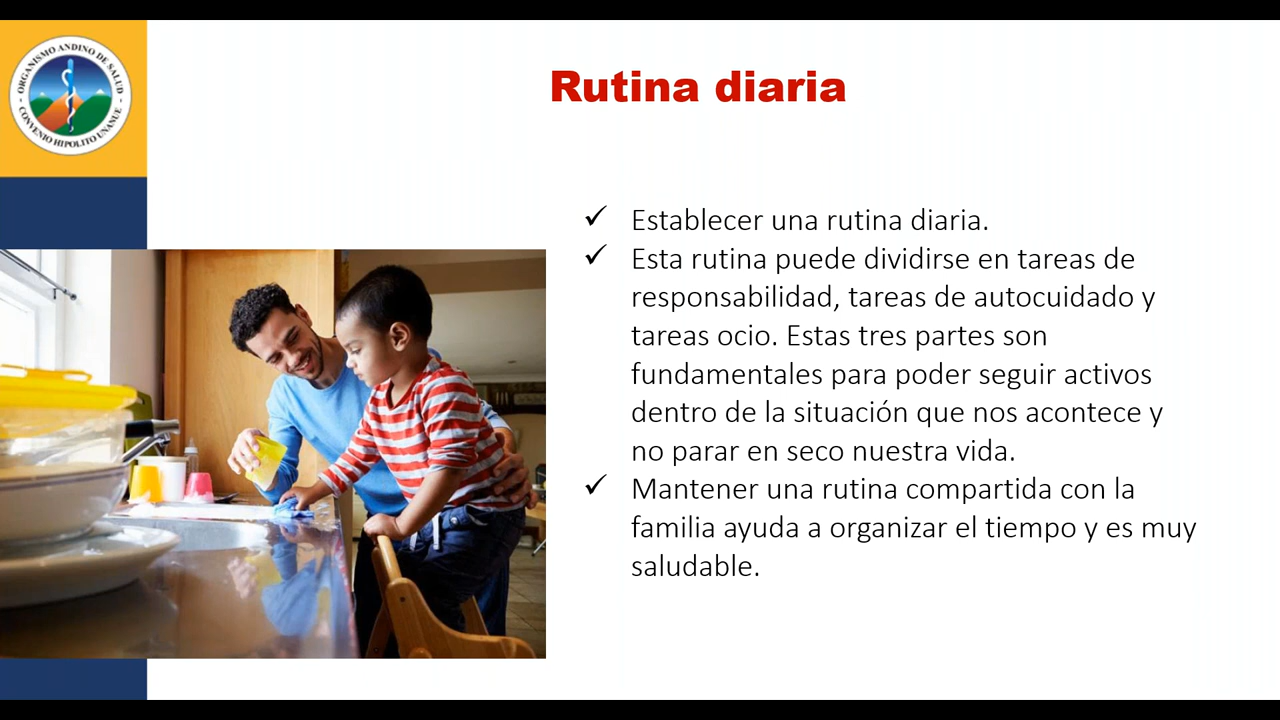 ORGANISMO ANDINO DE SALUD
- CONVENIO HIPOLITO UNANUE -
Rutina diaria
✓ Establecer una rutina diaria.
✓ Esta rutina puede dividirse en tareas de
responsabilidad, tareas de autocuidado y
tareas ocio. Estas tres partes son
fundamentales para poder seguir activos
dentro de la situación que nos acontece y
no parar en seco nuestra vida.
✓ Mantener una rutina compartida con la
familia ayuda a organizar el tiempo y es muy
saludable.